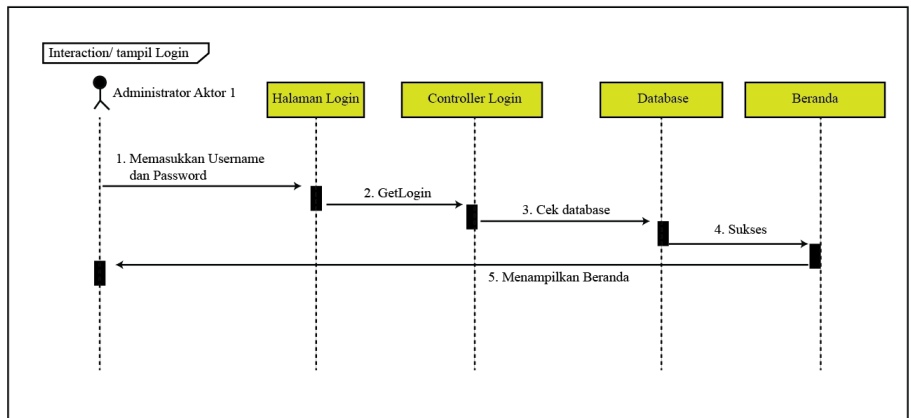 Interaction/ tampil Login
Administrator Aktor 1
Halaman Login
Controller Login
Database
Beranda
1. Memasukkan Username
dan Password
2. GetLogin
3. Cek database
4. Sukses
5. Menampilkan Beranda